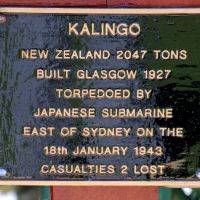 KALINGO
NEW ZEALAND 2047 TONS
BUILT GLASGOW 1927
TORPEDOED BY
JAPANESE SUBMARINE
EAST OF SYDNEY ON THE
18th JANUARY 1943
CASUALTIES 2 LOST